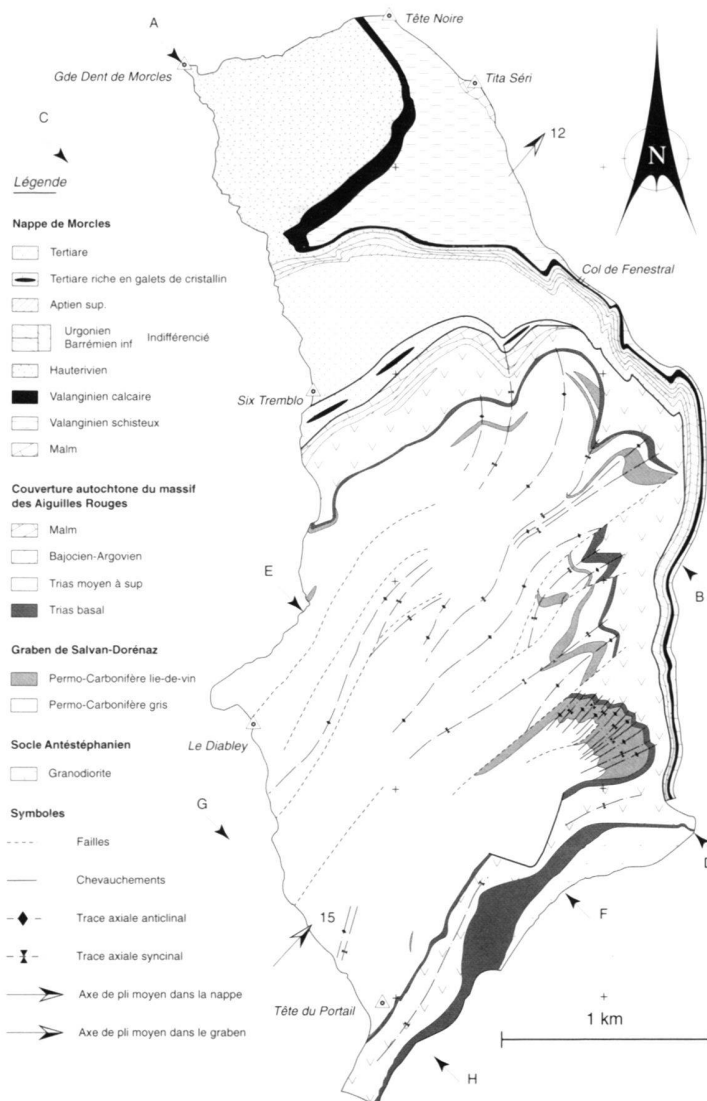 A
Tête Noire
Gde Dent de Morcles
Tita Séri
C
12
N
Légende
Nappe de Morcles
Tertiaire
Tertiaire riche en galets de cristallin
Aptien sup.
Urgonien
Barrémien inf
Indifférencié
Hauterivien
Valanginien calcaire
Valanginien schisteux
Malm
Col de Fenestral
Six Tremblo
Couverture autochtone du massif
des Aiguilles Rouges
Malm
Bajocien-Argovien
Trias moyen à sup
Trias basal
E
B
Graben de Salvan-Dorénaz
Permo-Carbonifère lie-de-vin
Permo-Carbonifère gris
Le Diabley
Socle Antéstéphanien
Granodiorite
Symboles
G
Failles
Chevauchements
Trace axiale anticlinal
Trace axiale syncinal
Axe de pli moyen dans la nappe
Axe de pli moyen dans le graben
D
F
15
Tête du Portail
1 km
H